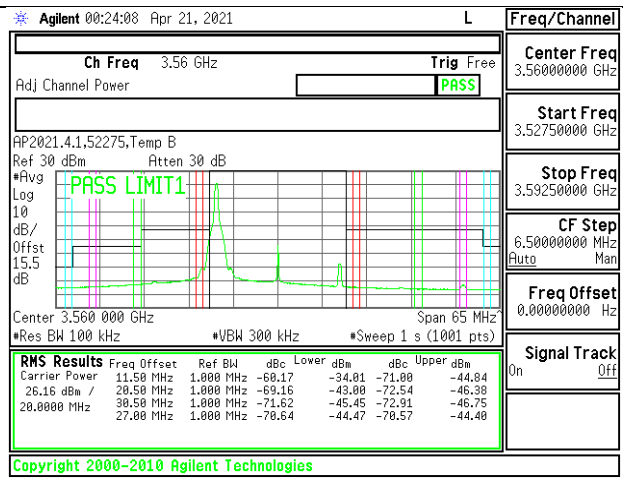 Agilent 00:24:08 Apr 21, 2021 L Freq/Channel
Ch Freq 3.56 GHz Trig Free
Adj Channel Power PASS
AP2021.4.1,52275,Temp B
Ref 30 dBm Atten 30 dB
#Avg
Log
10
dB/
Offst
15.5
dB
PASS LIMIT1
Center 3.560 000 GHz Span 65 MHz^
#Res BW 100 kHz #VBW 300 kHz #Sweep 1 s (1001 pts)
RMS Results Freq Offset Ref BW dBc Lower dBm dBc Upper dBm
Carrier Power 11.50 MHz 1.000 MHz -60.17 -34.01 -71.00 -44.84
26.16 dBm / 20.50 MHz 1.000 MHz -69.16 -43.00 -72.54 -46.38
20.0000 MHz 30.50 MHz 1.000 MHz -71.62 -45.45 -72.91 -46.75
27.00 MHz 1.000 MHz -70.64 -44.47 -70.57 -44.40
Copyright 2000-2010 Agilent Technologies
Center Freq
3.56000000 GHz
Start Freq
3.52750000 GHz
Stop Freq
3.59250000 GHz
CF Step
6.50000000 MHz
Auto Man
Freq Offset
0.00000000 Hz
Signal Track
On Off